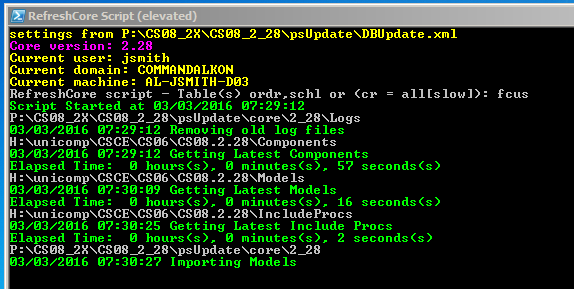 RefreshCore Script (elevated)
settings from P:\CS08_2X\CS08_2_28\psUpdate\DBUpdate.xml
Core version: 2.28
Current user: jsmith
Current domain: COMMANDALKON
Current machine: AL-JSMITH-D03
RefreshCore script - Table(s) ordr,schl or (cr = all[slow]): fcus
Script Started at 03/03/2016 07:29:12
P:\CS08_2X\CS08_2_28\psUpdate\core\2_28\Logs
03/03/2016 07:29:12 Removing old log files
H:\unicomp\CSCE\CS06\CS08.2.28\Components
03/03/2016 07:29:12 Getting Latest Components
Elapsed Time:  0 hours(s), 0 minutes(s), 57 seconds(s)
H:\unicomp\CSCE\CS06\CS08.2.28\Models
03/03/2016 07:30:09 Getting Latest Models
Elapsed Time:  0 hours(s), 0 minutes(s), 16 seconds(s)
H:\unicomp\CSCE\CS06\CS08.2.28\IncludeProcs
03/03/2016 07:30:25 Getting Latest Include Procs
Elapsed Time:  0 hours(s), 0 minutes(s), 2 seconds(s)
P:\CS08_2X\CS08_2_28\psUpdate\core\2_28
03/03/2016 07:30:27 Importing Models